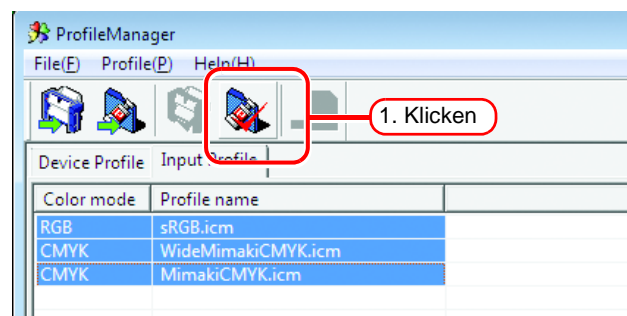 ProfileManager
File(F) Profile(P) Help(H)
1. Klicken
Device Profile Input Profile
Color mode Profile name
RGB sRGB.icm
CMYK WideMimakiCMYK.icm
CMYK MimakiCMYK.icm